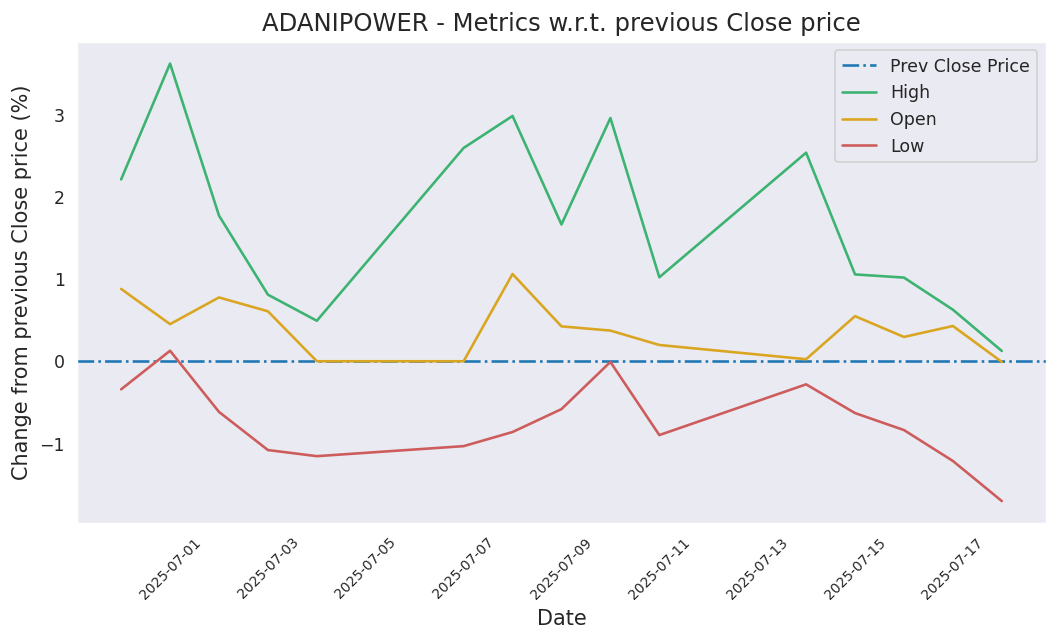 ADANIPOWER - Metrics w.r.t. previous Close price
Prev Close Price
High
Open
Low
Change from previous Close price (%)
3
2
1
0
−1
2025-07-01
2025-07-03
2025-07-05
2025-07-07
2025-07-09
2025-07-11
2025-07-13
2025-07-15
2025-07-17
Date